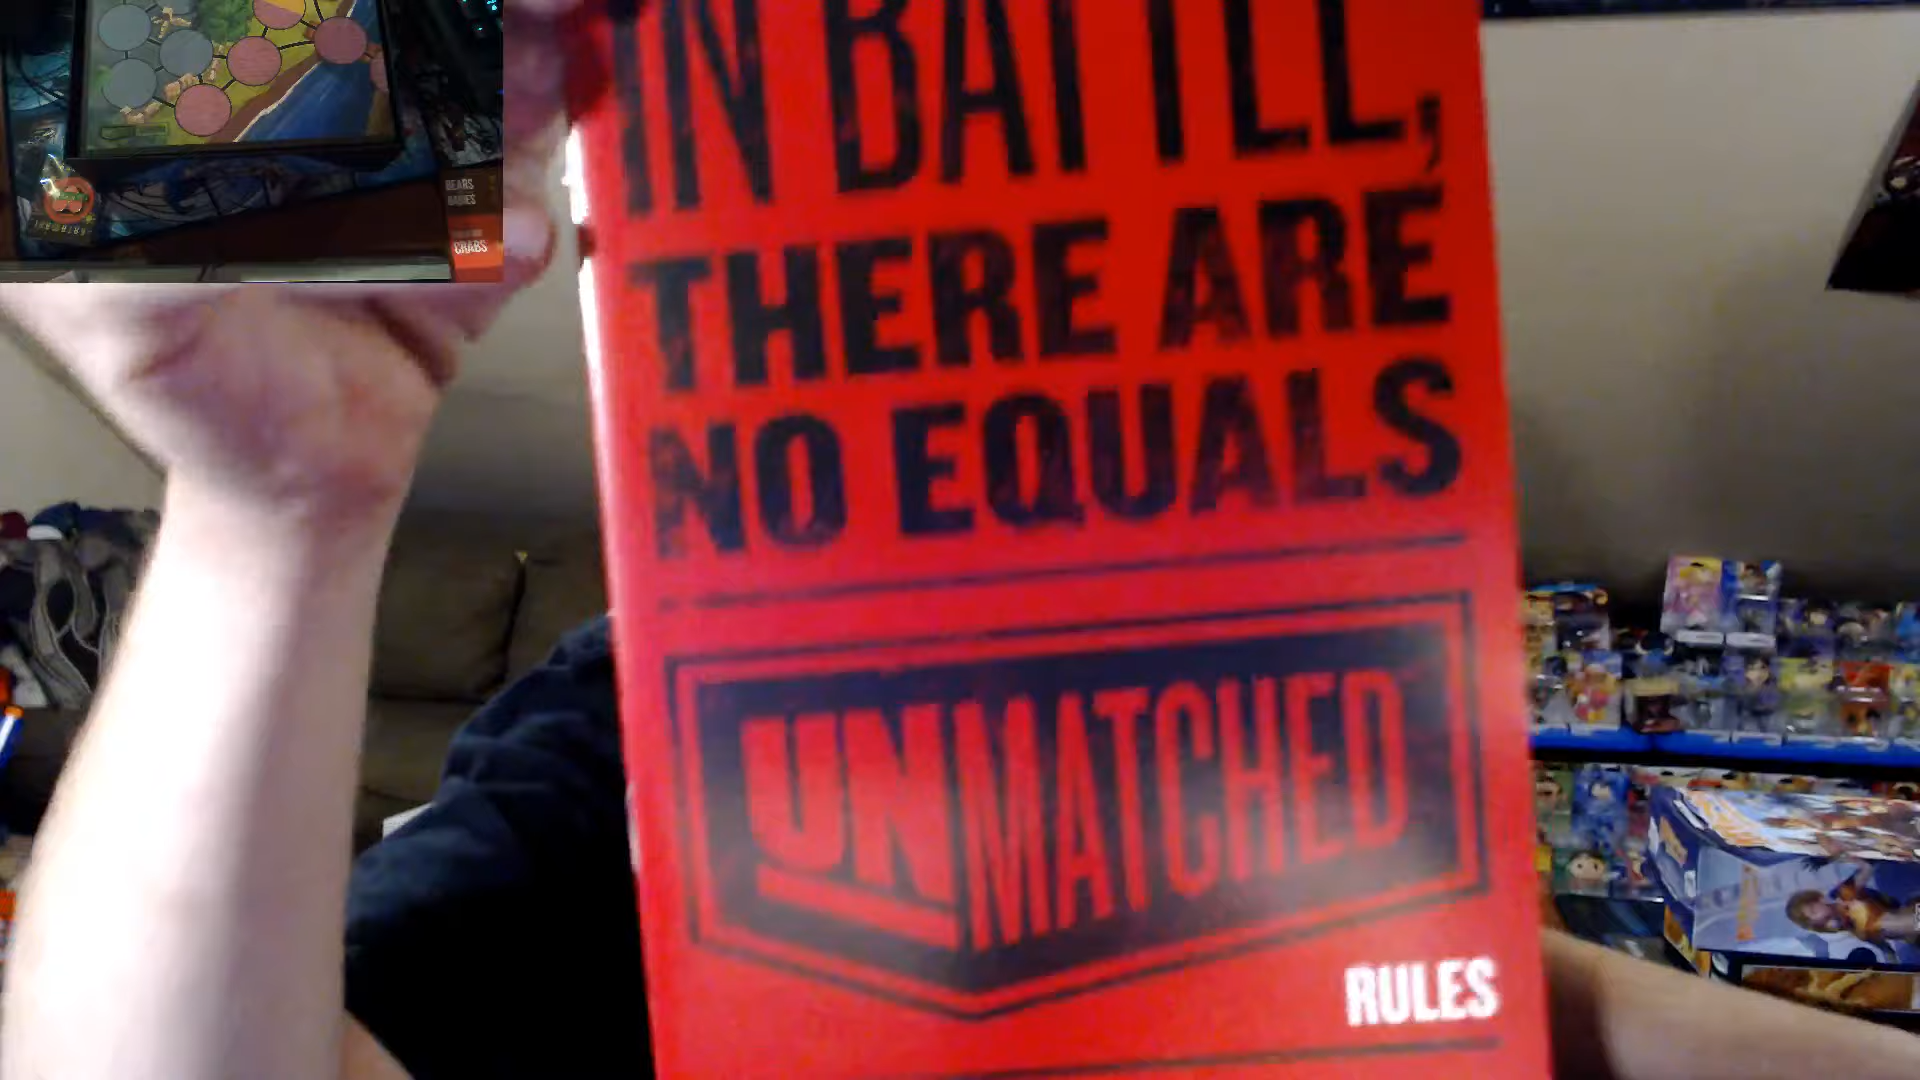 IN BATTLE,
THERE ARE
NO EQUALS
UNMATCHED
RULES
BEARS
BABIES
CRABS